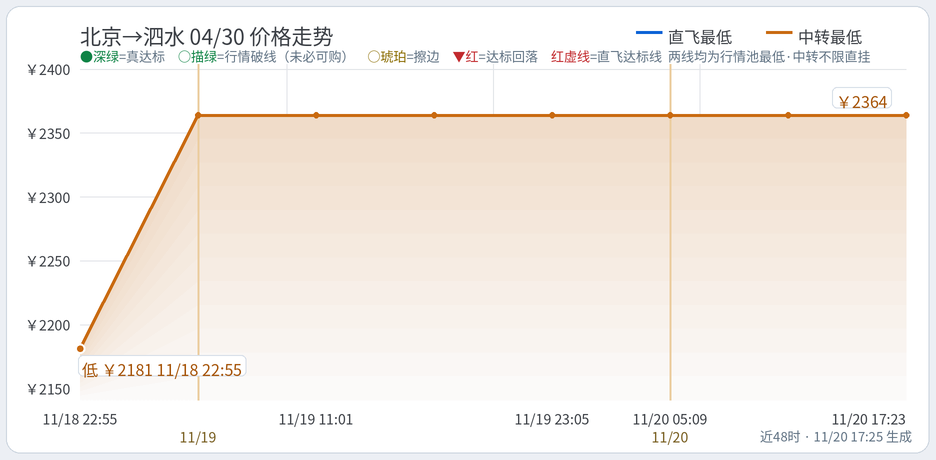 北京→泗水 04/30 价格走势
直飞最低 中转最低
深绿=真达标 描绿=行情破线（未必可购） 琥珀=擦边 ▼红=达标回落 红虚线=直飞达标线 两线均为行情池最低·中转不限直挂
￥2400
￥2364
￥2350
￥2300
￥2250
￥2200
低 ￥2181 11/18 22:55
￥2150
11/18 22:55 11/19 11:01 11/19 23:05 11/20 05:09 11/20 17:23
11/19 11/20 近48时 · 11/20 17:25 生成